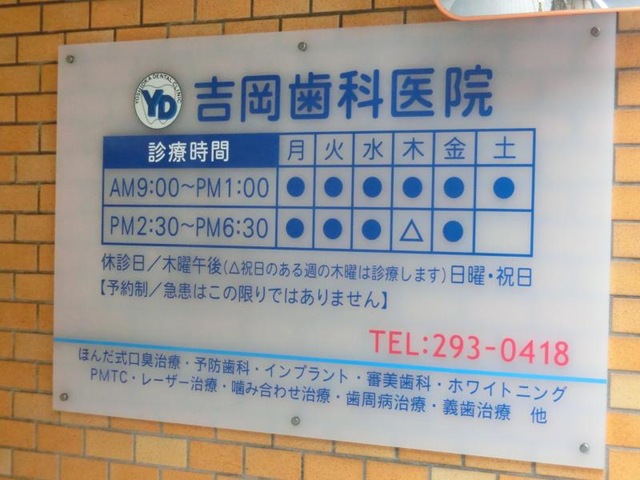 YOSHIOKA DENTAL CLINIC
YD
吉岡歯科医院
診療時間 月 火 水 木 金 土
AM9:00〜PM1:00 ● ● ● ● ● ●
PM2:30〜PM6:30 ● ● ● △ ●
休診日／木曜午後(△祝日のある週の木曜は診療します)日曜・祝日
【予約制／急患はこの限りではありません】
TEL:293-0418
ほんだ式口臭治療・予防歯科・インプラント・審美歯科・ホワイトニング
PMTC・レーザー治療・噛み合わせ治療・歯周病治療・義歯治療 他